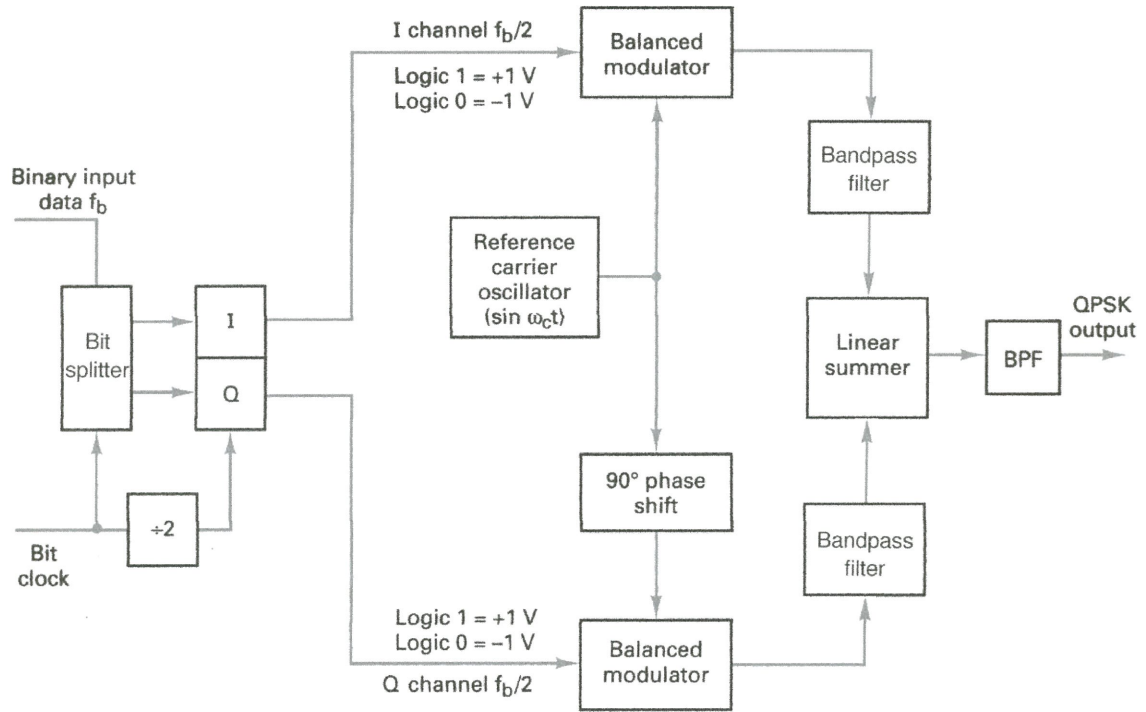 I channel f_b/2
Logic 1 = +1 V
Logic 0 = –1 V
Balanced
modulator
Bandpass
filter
Binary input
data f_b
Reference
carrier
oscillator
(sin ω_ct)
Bit
splitter
I
Q
Linear
summer
BPF
QPSK
output
÷2
Bit
clock
90° phase
shift
Bandpass
filter
Logic 1 = +1 V
Logic 0 = –1 V
Q channel f_b/2
Balanced
modulator